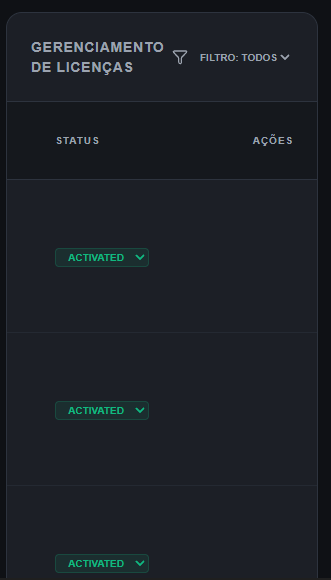 GERENCIAMENTO
DE LICENÇAS
FILTRO: TODOS
STATUS AÇÕES
ACTIVATED
ACTIVATED
ACTIVATED